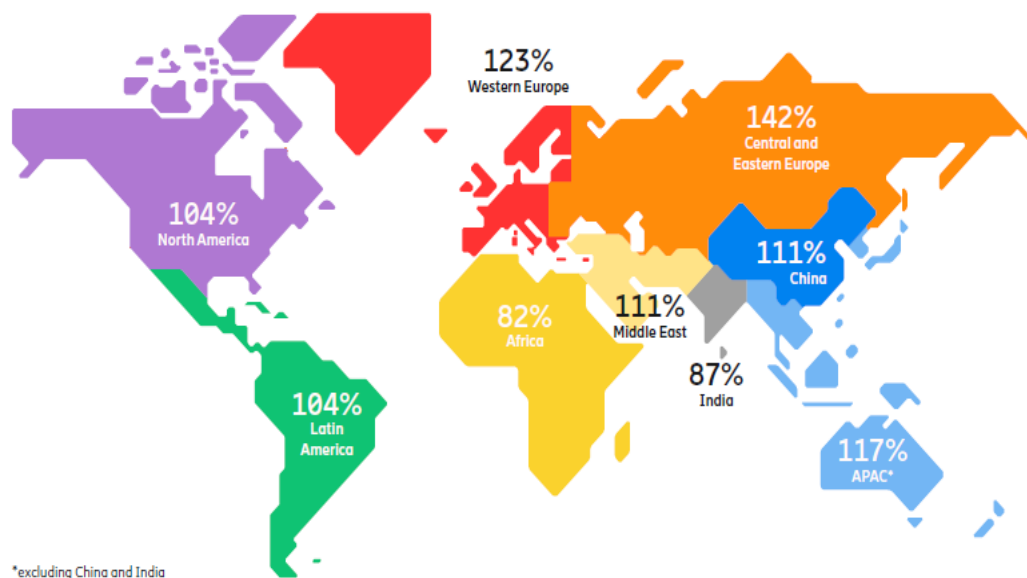 123%
Western Europe
142%
Central and
Eastern Europe
104%
North America
111%
China
82%
Africa
111%
Middle East
87%
India
104%
Latin
America
117%
APAC*
*excluding China and India